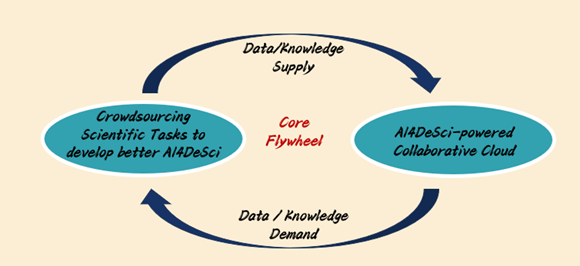 Data/Knowledge
Supply
Crowdsourcing
Scientific Tasks to
develop better AI4DeSci
Core
Flywheel
AI4DeSci-powered
Collaborative Cloud
Data / Knowledge
Demand